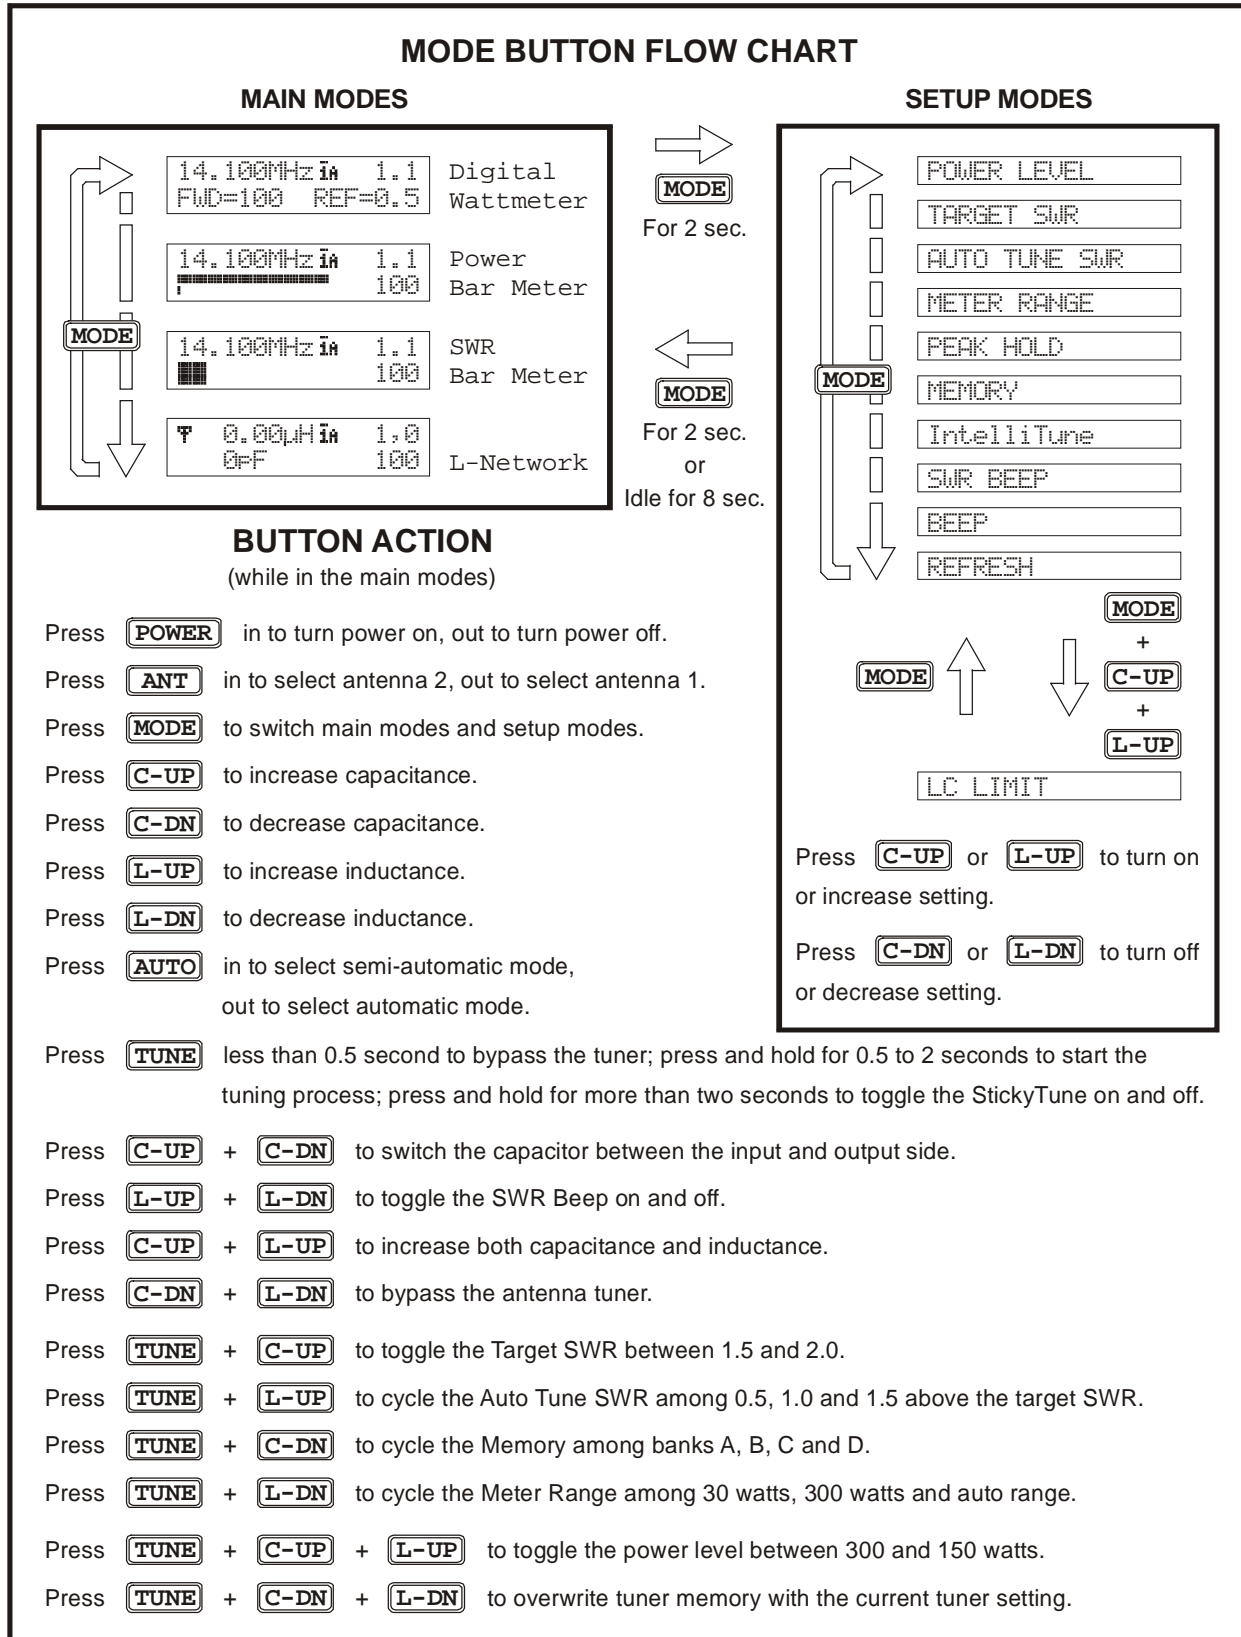 MODE BUTTON FLOW CHART
MAIN MODES
14.100MHz iA 1.1
FWD=100 REF=0.5
Digital
Wattmeter
14.100MHz iA 1.1
100
Power
Bar Meter
MODE
14.100MHz iA 1.1
100
SWR
Bar Meter
0.00µH iA 1,0
0pF 100
L-Network
MODE
For 2 sec.
MODE
For 2 sec.
or
Idle for 8 sec.
SETUP MODES
POWER LEVEL
TARGET SWR
AUTO TUNE SWR
METER RANGE
PEAK HOLD
MODE
MEMORY
IntelliTune
SWR BEEP
BEEP
REFRESH
MODE
MODE
+
C-UP
+
L-UP
LC LIMIT
Press C-UP or L-UP to turn on
or increase setting.
Press C-DN or L-DN to turn off
or decrease setting.
BUTTON ACTION
(while in the main modes)
Press POWER in to turn power on, out to turn power off.
Press ANT in to select antenna 2, out to select antenna 1.
Press MODE to switch main modes and setup modes.
Press C-UP to increase capacitance.
Press C-DN to decrease capacitance.
Press L-UP to increase inductance.
Press L-DN to decrease inductance.
Press AUTO in to select semi-automatic mode,
out to select automatic mode.
Press TUNE less than 0.5 second to bypass the tuner; press and hold for 0.5 to 2 seconds to start the
tuning process; press and hold for more than two seconds to toggle the StickyTune on and off.
Press C-UP + C-DN to switch the capacitor between the input and output side.
Press L-UP + L-DN to toggle the SWR Beep on and off.
Press C-UP + L-UP to increase both capacitance and inductance.
Press C-DN + L-DN to bypass the antenna tuner.
Press TUNE + C-UP to toggle the Target SWR between 1.5 and 2.0.
Press TUNE + L-UP to cycle the Auto Tune SWR among 0.5, 1.0 and 1.5 above the target SWR.
Press TUNE + C-DN to cycle the Memory among banks A, B, C and D.
Press TUNE + L-DN to cycle the Meter Range among 30 watts, 300 watts and auto range.
Press TUNE + C-UP + L-UP to toggle the power level between 300 and 150 watts.
Press TUNE + C-DN + L-DN to overwrite tuner memory with the current tuner setting.